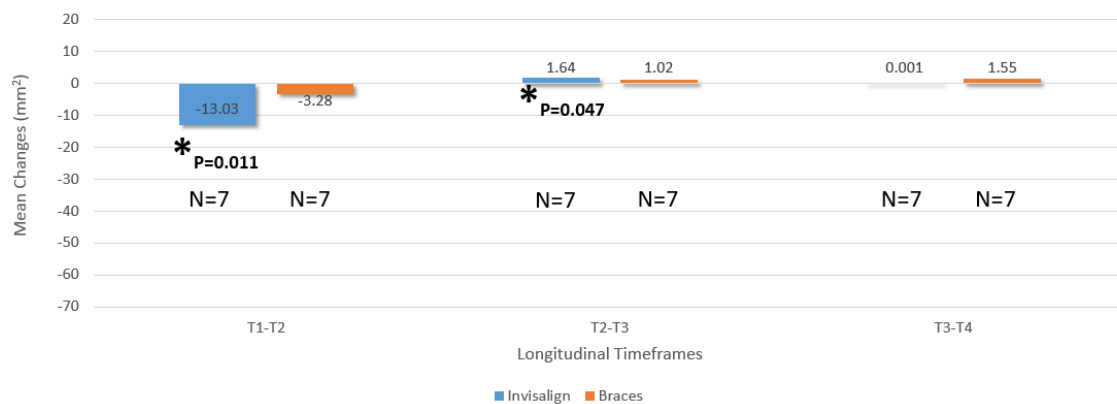 20
10
0
-10
-20
-30
-40
-50
-60
-70
Mean Changes (mm²)
-13.03
-3.28
1.64
1.02
0.001
1.55
* P=0.011
* P=0.047
N=7 N=7
N=7 N=7
N=7 N=7
T1-T2 T2-T3 T3-T4
Longitudinal Timeframes
Invisalign Braces